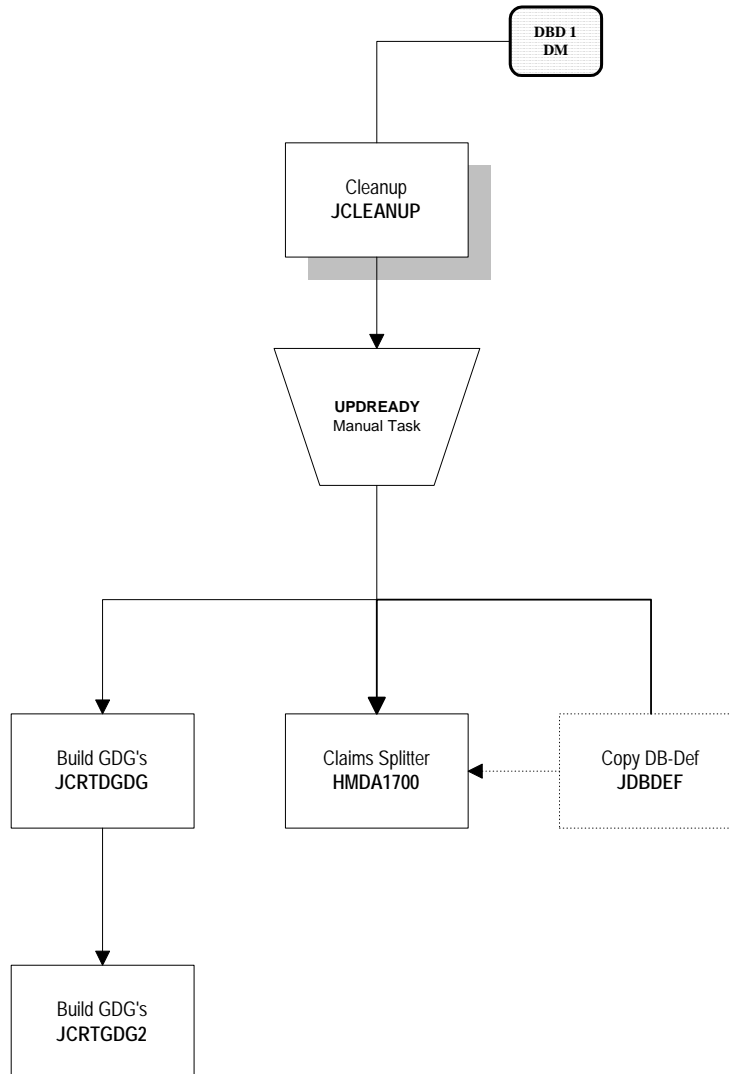 DBD 1
DM
Cleanup
JCLEANUP
UPDREADY
Manual Task
Build GDG's
JCRTDGDG
Claims Splitter
HMDA1700
Copy DB-Def
JDBDEF
Build GDG's
JCRTGDG2